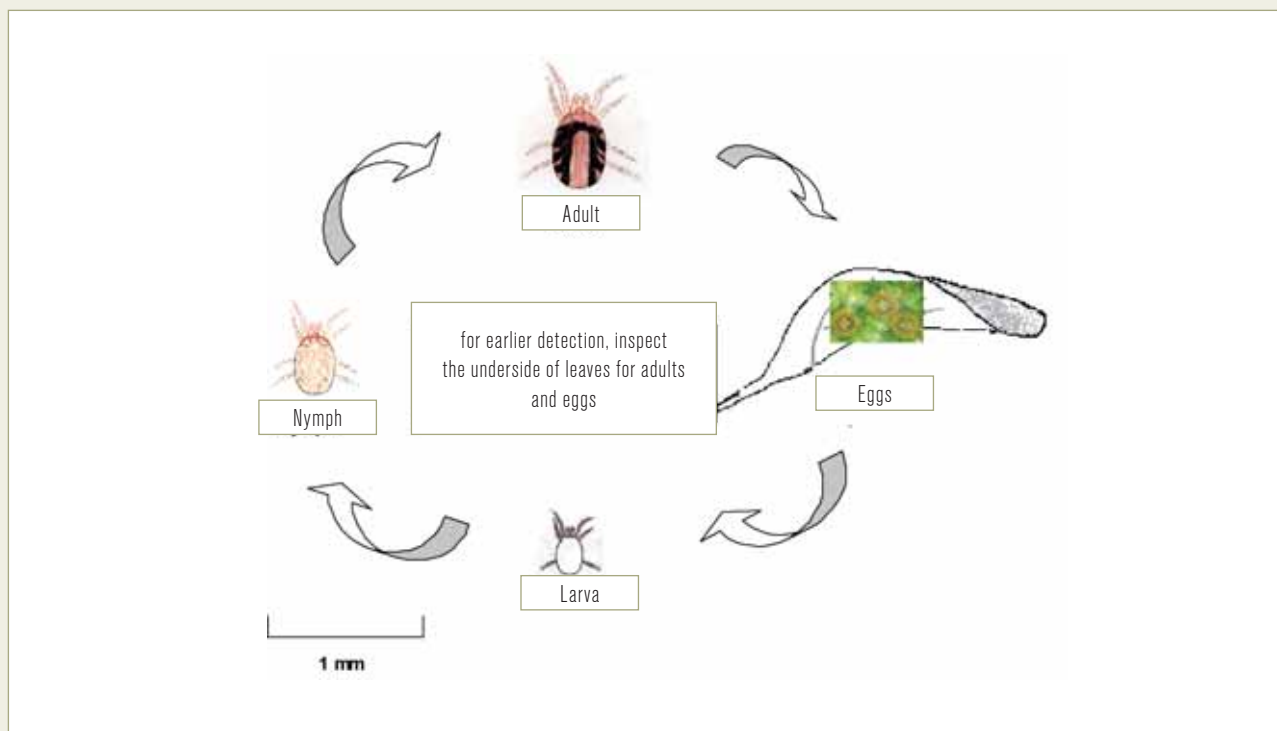 Adult
for earlier detection, inspect
the underside of leaves for adults
and eggs
Eggs
Nymph
Larva
1 mm